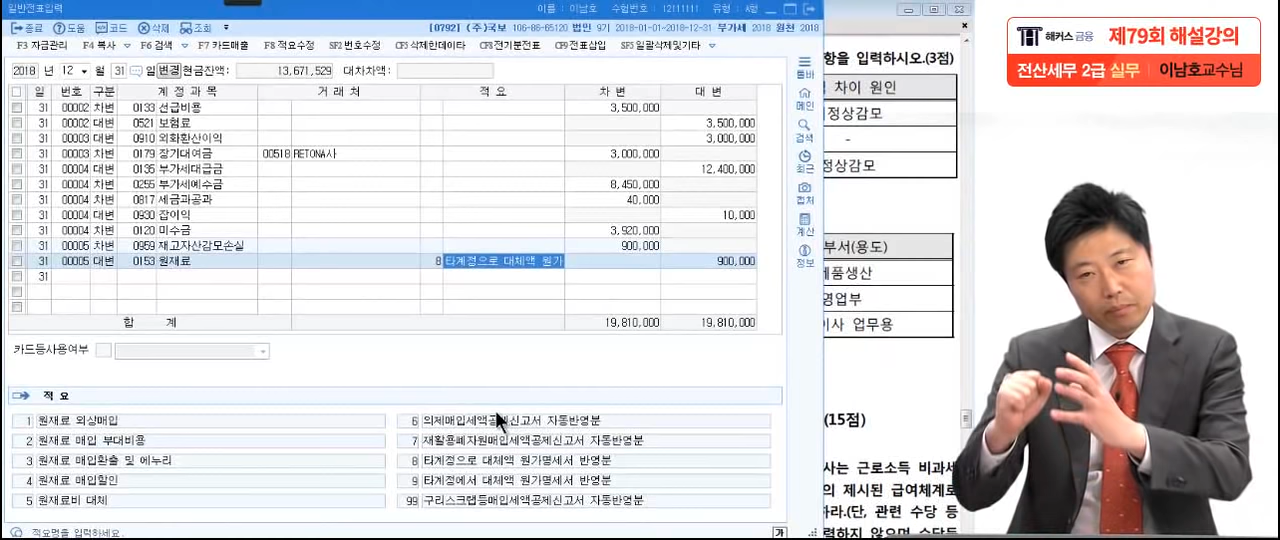 일반전표입력
이름 : 이남호 수험번호 : 12111111 유형 : A형
종료 도움 코드 삭제 조회
[0792] (주)국보 106-86-65120 법인 9기 2018-01-01~2018-12-31 부가세 2018 원천 2018
F3 자금관리 F4 복사 F6 검색 F7 카드매출 F8 적요수정 SF2 번호수정 CF5 삭제한데이타 CF8 전기분전표 CF9 전표삽입 SF5 일괄삭제및기타
2018 년 12 월 31 일 변경 현금잔액: 13,671,529 대차차액:
일 번호 구분 계 정 과 목 거 래 처 적 요 차 변 대 변
31 00002 차변 0133 선급비용 3,500,000
31 00002 대변 0521 보험료 3,500,000
31 00003 대변 0910 외화환산이익 3,000,000
31 00003 차변 0179 장기대여금 00518 RETONA사 3,000,000
31 00004 대변 0135 부가세대급금 12,400,000
31 00004 차변 0255 부가세예수금 8,450,000
31 00004 차변 0817 세금과공과 40,000
31 00004 대변 0930 잡이익 10,000
31 00004 차변 0120 미수금 3,920,000
31 00005 차변 0959 재고자산감모손실 900,000
31 00005 대변 0153 원재료 8 타계정으로 대체액 원가 900,000
31
합 계 19,810,000 19,810,000
카드등사용여부
적 요
1 원재료 외상매입
2 원재료 매입 부대비용
3 원재료 매입환출 및 에누리
4 원재료 매입할인
5 원재료비 대체
6 의제매입세액공제신고서 자동반영분
7 재활용폐자원매입세액공제신고서 자동반영분
8 타계정으로 대체액 원가명세서 반영분
9 타계정에서 대체액 원가명세서 반영분
99 구리스크랩등매입세액공제신고서 자동반영분
적요명을 입력하세요.
가
툴바
메인
검색
최근
캡처
계산
정보
항을 입력하시오.(3점)
차이 원인
정상감모
-
정상감모
부서(용도)
제품생산
영업부
이사 업무용
(15점)
사는 근로소득 비과세
의 제시된 급여체계로
하라.(단, 관련 수당 등
력하지 않으며 수당등
해커스 금융 제79회 해설강의
전산세무 2급 실무 이남호교수님